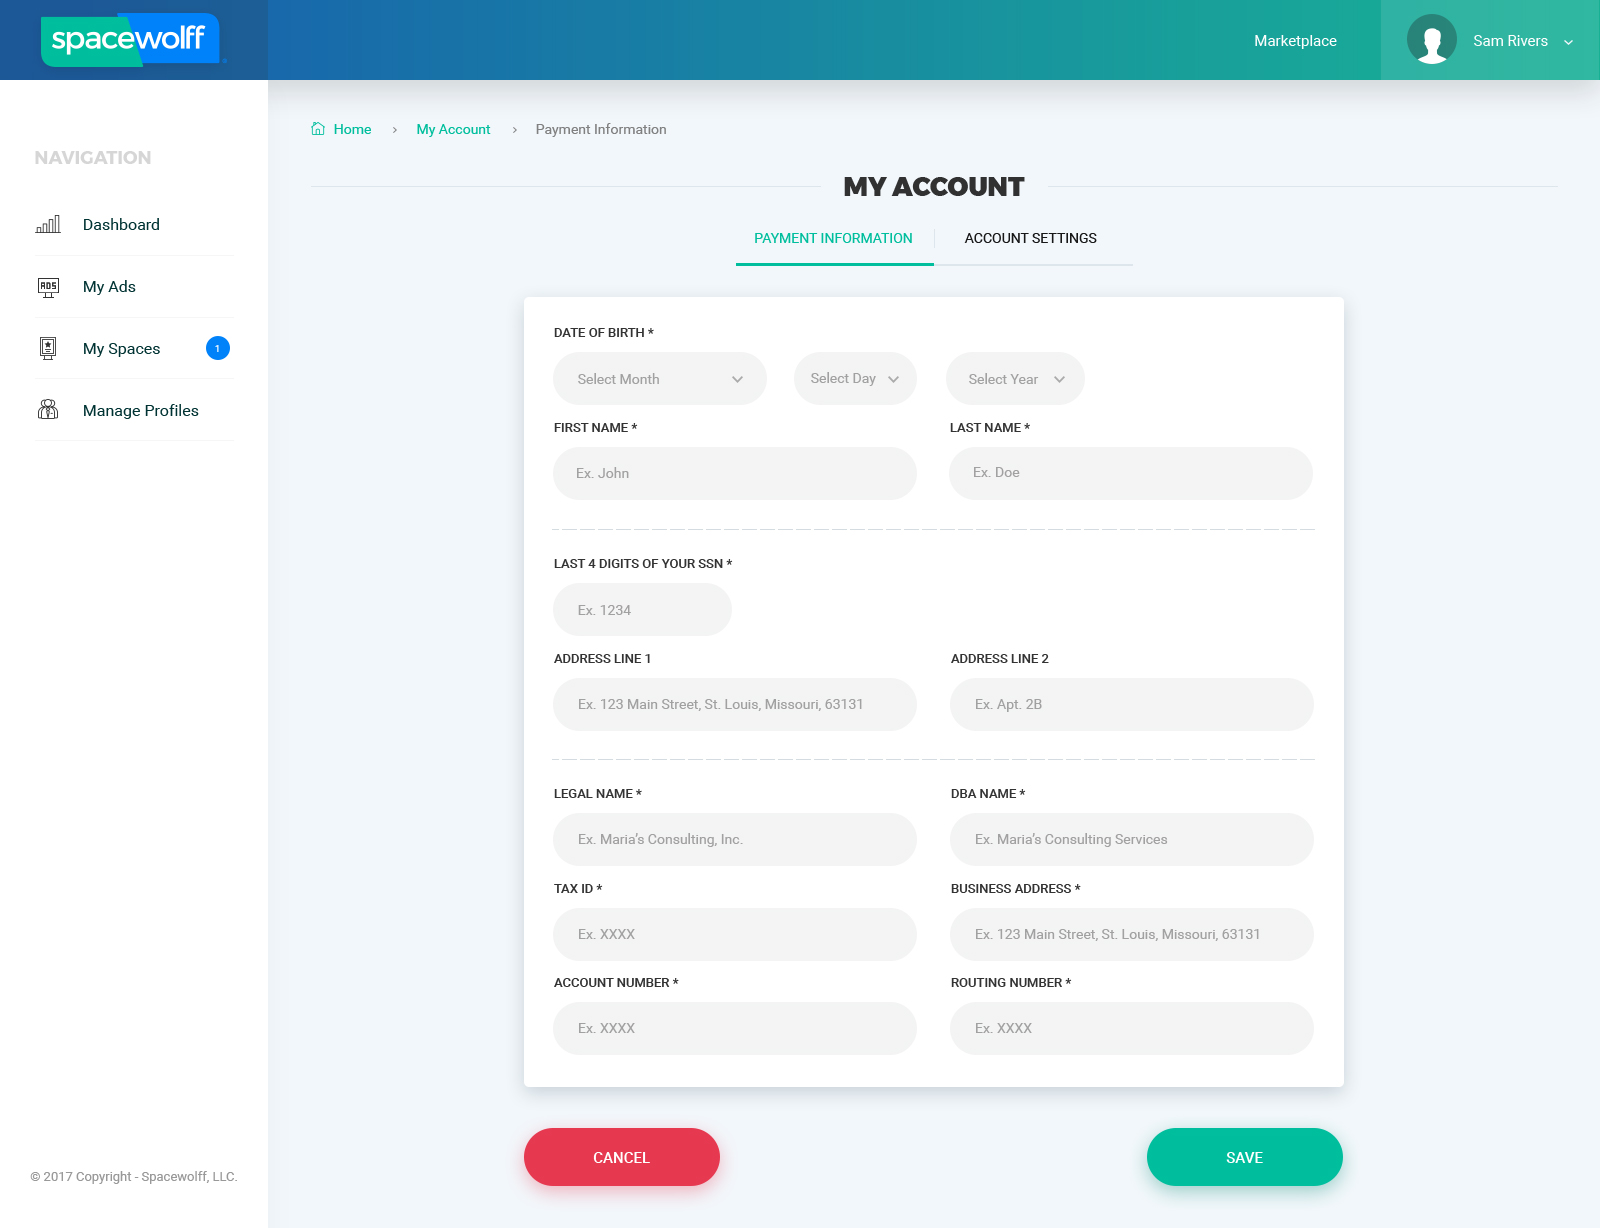 spacewolff
Marketplace
Sam Rivers
NAVIGATION
Dashboard
ADS
My Ads
My Spaces
1
Manage Profiles
© 2017 Copyright - Spacewolff, LLC.
Home > My Account > Payment Information
MY ACCOUNT
PAYMENT INFORMATION
ACCOUNT SETTINGS
DATE OF BIRTH *
Select Month
Select Day
Select Year
FIRST NAME *
LAST NAME *
Ex. John
Ex. Doe
LAST 4 DIGITS OF YOUR SSN *
Ex. 1234
ADDRESS LINE 1
ADDRESS LINE 2
Ex. 123 Main Street, St. Louis, Missouri, 63131
Ex. Apt. 2B
LEGAL NAME *
DBA NAME *
Ex. Maria’s Consulting, Inc.
Ex. Maria’s Consulting Services
TAX ID *
BUSINESS ADDRESS *
Ex. XXXX
Ex. 123 Main Street, St. Louis, Missouri, 63131
ACCOUNT NUMBER *
ROUTING NUMBER *
Ex. XXXX
Ex. XXXX
CANCEL
SAVE